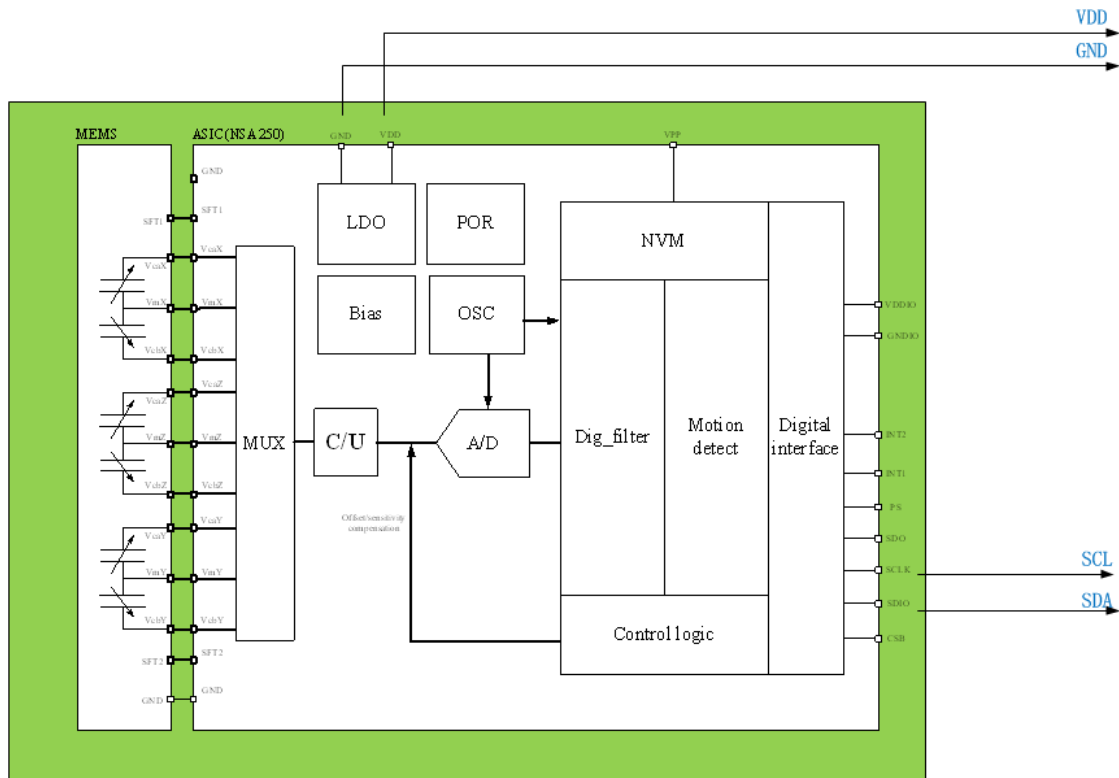 VDD
GND
MEMS
ASIC(NSA250)
GND
VDD
VPP
GND
SFT1
SFT1
LDO
POR
NVM
VcaX
VcaX
VmX
VmX
Bias
OSC
VDDIO
GNDIO
VcbX
VcbX
VcaZ
VcaZ
VmZ
VmZ
MUX
C/U
A/D
Dig_filter
Motion
detect
Digital
interface
INT2
INT1
VcbZ
VcbZ
PS
Offset/sensitivity
compensation
VcaY
VcaY
SDO
SCLK
SCL
VmY
VmY
SDIO
SDA
VcbY
VcbY
Control logic
CSB
SFT2
SFT2
GND
GND